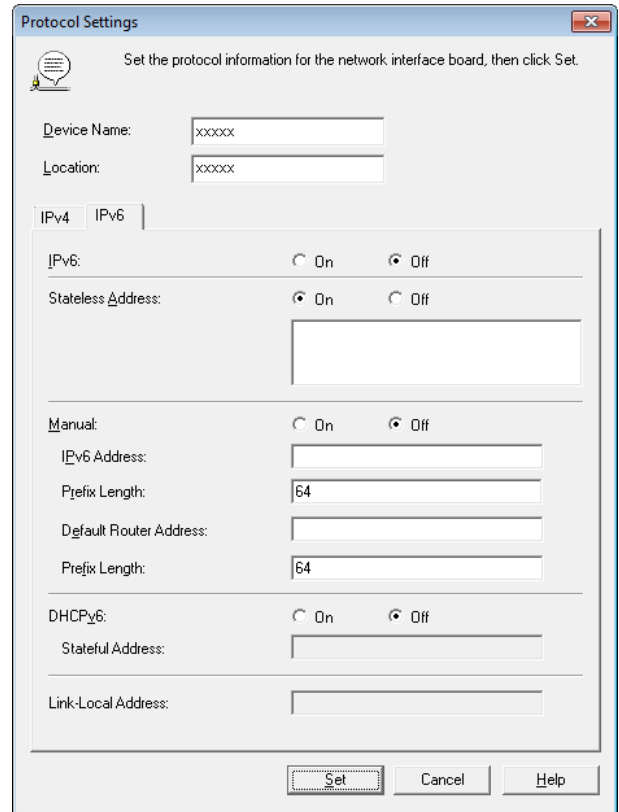 Protocol Settings
Set the protocol information for the network interface board, then click Set.
Device Name: xxxxx
Location: xxxxx
IPv4 IPv6
IPv6: On Off
Stateless Address: On Off
Manual: On Off
IPv6 Address:
Prefix Length: 64
Default Router Address:
Prefix Length: 64
DHCPv6: On Off
Stateful Address:
Link-Local Address:
Set Cancel Help